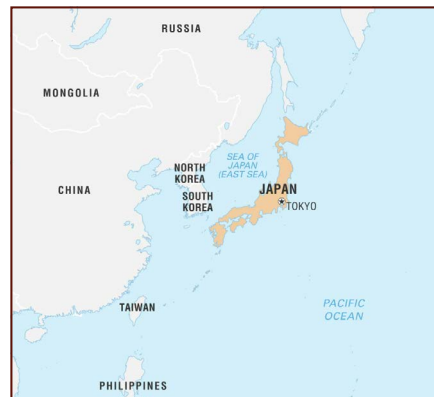 RUSSIA
MONGOLIA
SEA OF
JAPAN
(EAST SEA)
NORTH
KOREA
CHINA
JAPAN
SOUTH
KOREA
TOKYO
PACIFIC
OCEAN
TAIWAN
PHILIPPINES